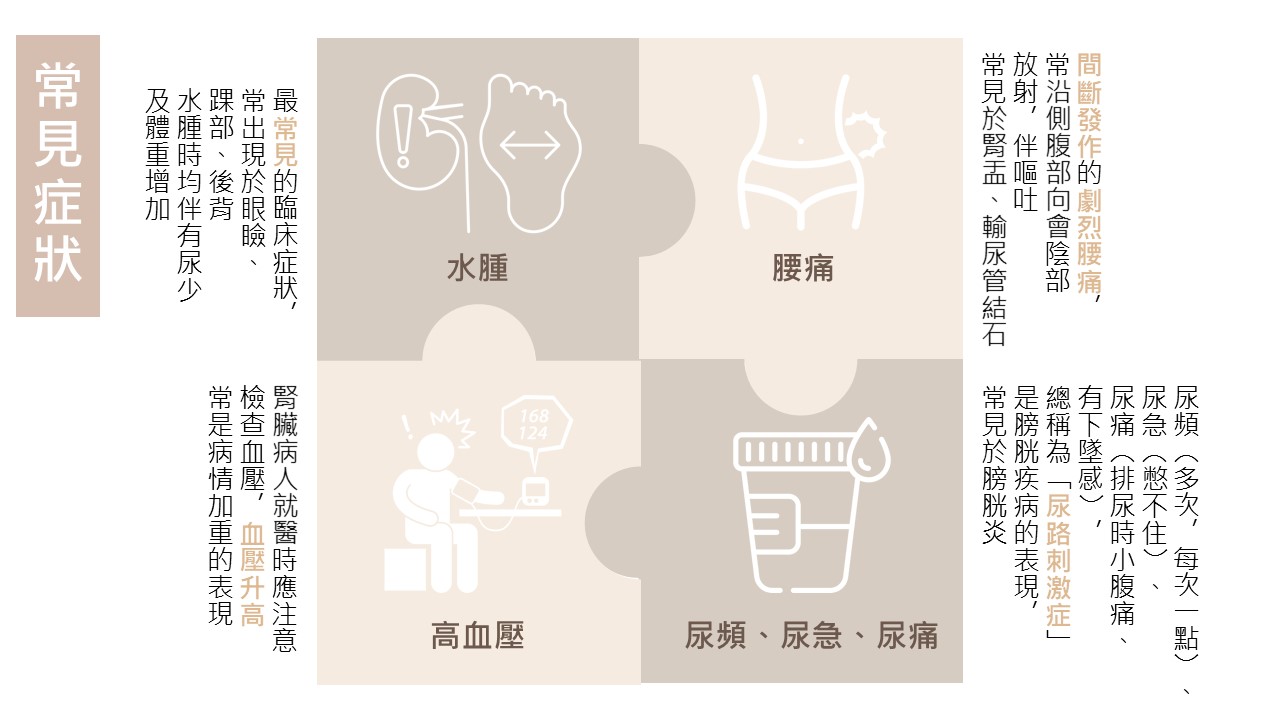 常見症狀
最常見的臨床症狀，
常出現於眼瞼、
踝部、後背
水腫時均伴有尿少
及體重增加
水腫
間斷發作的劇烈腰痛，
常沿側腹部向會陰部
放射，伴嘔吐
常見於腎盂、輸尿管結石
腰痛
腎臟病人就醫時應注意
檢查血壓，血壓升高
常是病情加重的表現
168
124
高血壓
尿頻（多次，每次一點）、
尿急（憋不住）、
尿痛（排尿時小腹痛、
有下墜感），
總稱為「尿路刺激症」
是膀胱疾病的表現，
常見於膀胱炎
尿頻、尿急、尿痛